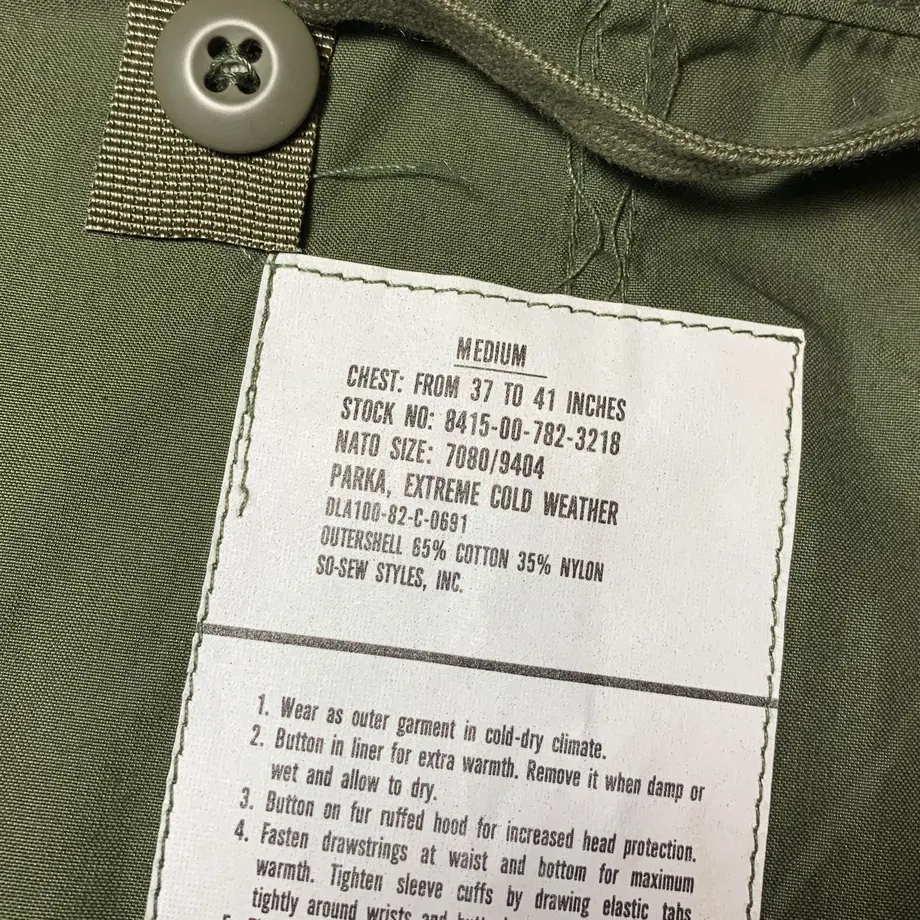 MEDIUM
CHEST: FROM 37 TO 41 INCHES
STOCK NO: 8415-00-782-3218
NATO SIZE: 7080/9404
PARKA, EXTREME COLD WEATHER
DLA100-82-C-0691
OUTERSHELL 65% COTTON 35% NYLON
SO-SEW STYLES, INC.
1. Wear as outer garment in cold-dry climate.
2. Button in liner for extra warmth. Remove it when damp or
wet and allow to dry.
3. Button on fur ruffed hood for increased head protection.
4. Fasten drawstrings at waist and bottom for maximum
warmth. Tighten sleeve cuffs by drawing elastic tabs
tightly around wrists and